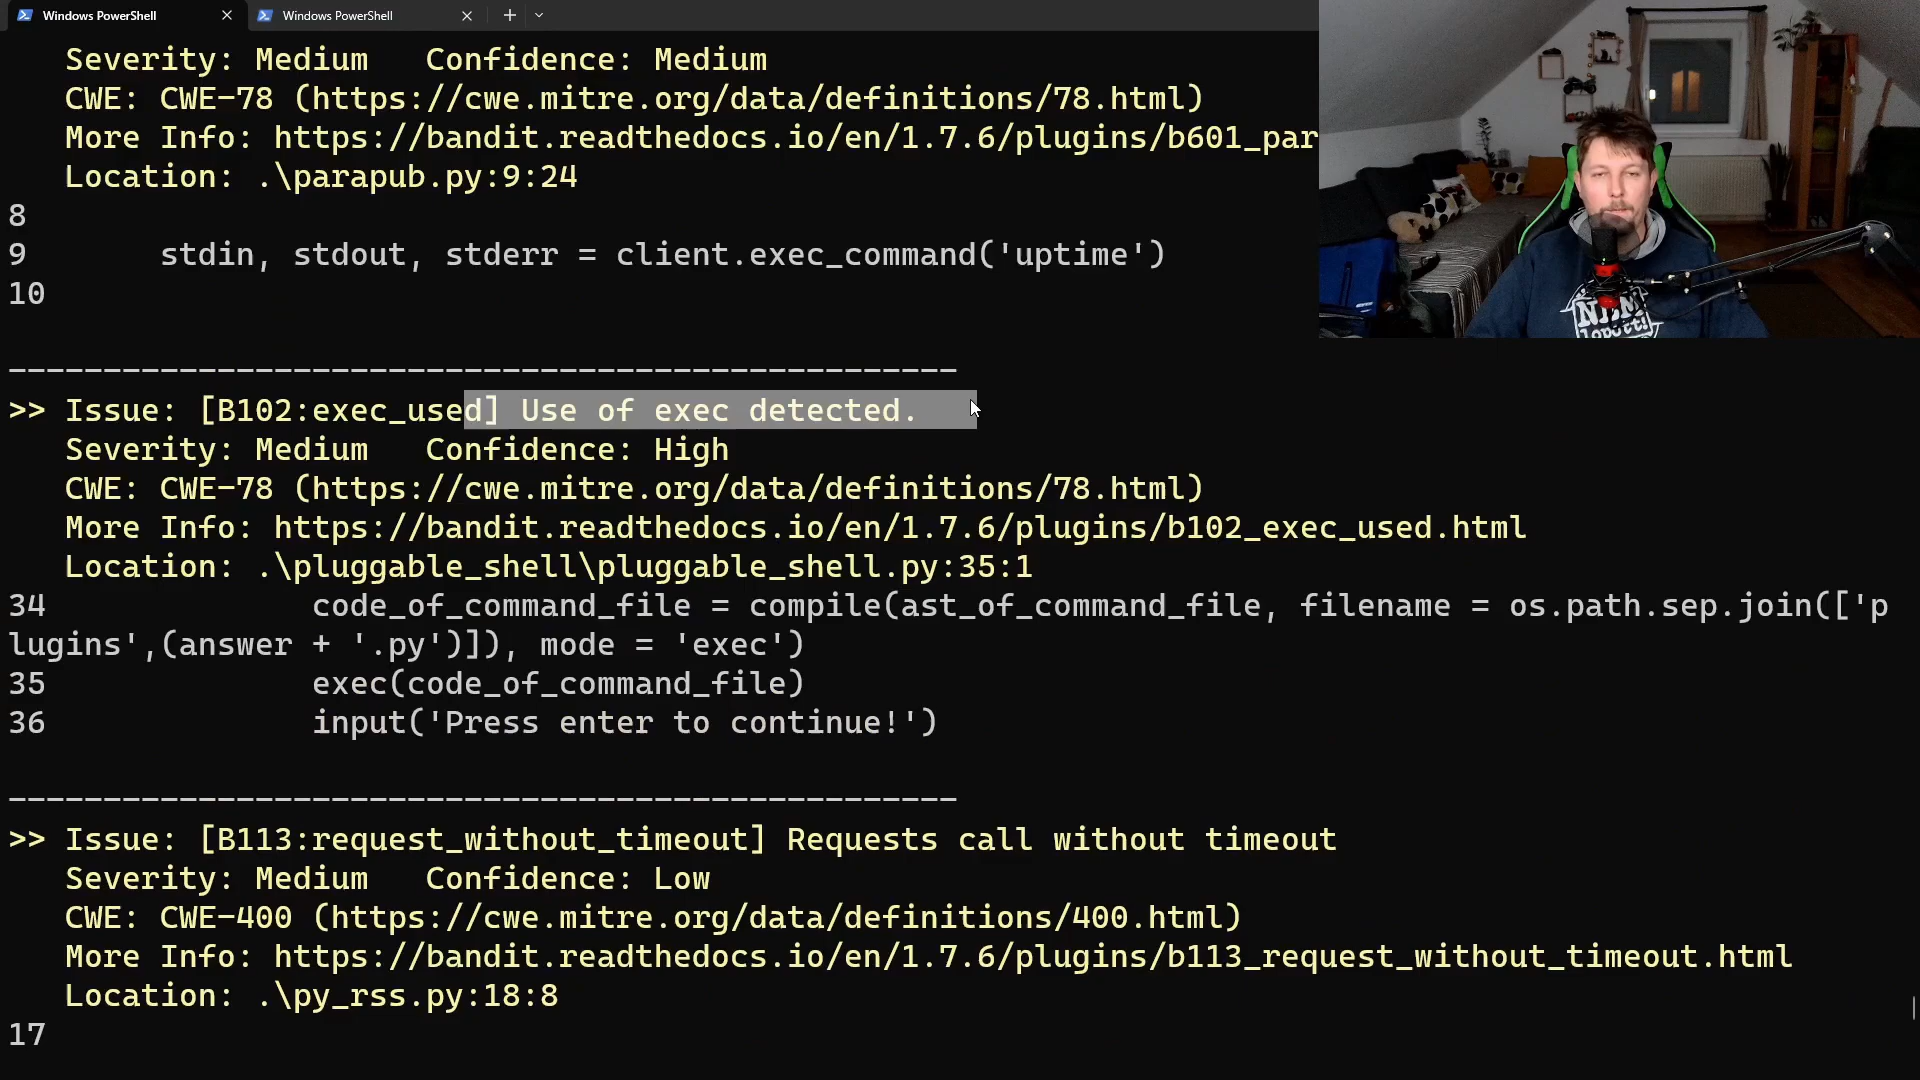 Windows PowerShell
Windows PowerShell
Severity: Medium   Confidence: Medium
CWE: CWE-78 (https://cwe.mitre.org/data/definitions/78.html)
More Info: https://bandit.readthedocs.io/en/1.7.6/plugins/b601_par
Location: .\parapub.py:9:24
8
9       stdin, stdout, stderr = client.exec_command('uptime')
10
--------------------------------------------------
>> Issue: [B102:exec_used] Use of exec detected.
Severity: Medium   Confidence: High
CWE: CWE-78 (https://cwe.mitre.org/data/definitions/78.html)
More Info: https://bandit.readthedocs.io/en/1.7.6/plugins/b102_exec_used.html
Location: .\pluggable_shell\pluggable_shell.py:35:1
34              code_of_command_file = compile(ast_of_command_file, filename = os.path.sep.join(['p
lugins',(answer + '.py')]), mode = 'exec')
35              exec(code_of_command_file)
36              input('Press enter to continue!')
--------------------------------------------------
>> Issue: [B113:request_without_timeout] Requests call without timeout
Severity: Medium   Confidence: Low
CWE: CWE-400 (https://cwe.mitre.org/data/definitions/400.html)
More Info: https://bandit.readthedocs.io/en/1.7.6/plugins/b113_request_without_timeout.html
Location: .\py_rss.py:18:8
17